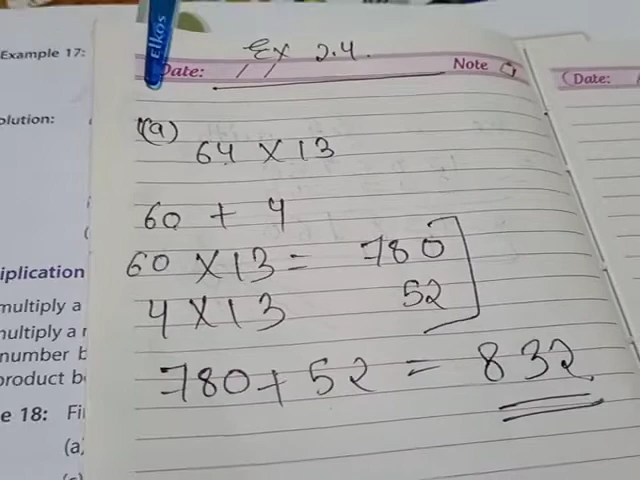 Example 17:
Elkos
Ex 2.4.
Date:
Note
Date:
olution:
(a)
64 × 13
60 + 4
60 × 13 = 780
4 × 13 52
780 + 52 = 832
iplication
multiply a
multiply a
number b
product b
e 18: Fi
(a,